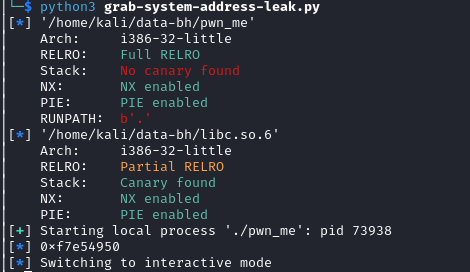 └─$ python3 grab-system-address-leak.py
[*] '/home/kali/data-bh/pwn_me'
    Arch:     i386-32-little
    RELRO:    Full RELRO
    Stack:    No canary found
    NX:       NX enabled
    PIE:      PIE enabled
    RUNPATH:  b'.'
[*] '/home/kali/data-bh/libc.so.6'
    Arch:     i386-32-little
    RELRO:    Partial RELRO
    Stack:    Canary found
    NX:       NX enabled
    PIE:      PIE enabled
[+] Starting local process './pwn_me': pid 73938
[*] 0xf7e54950
[*] Switching to interactive mode